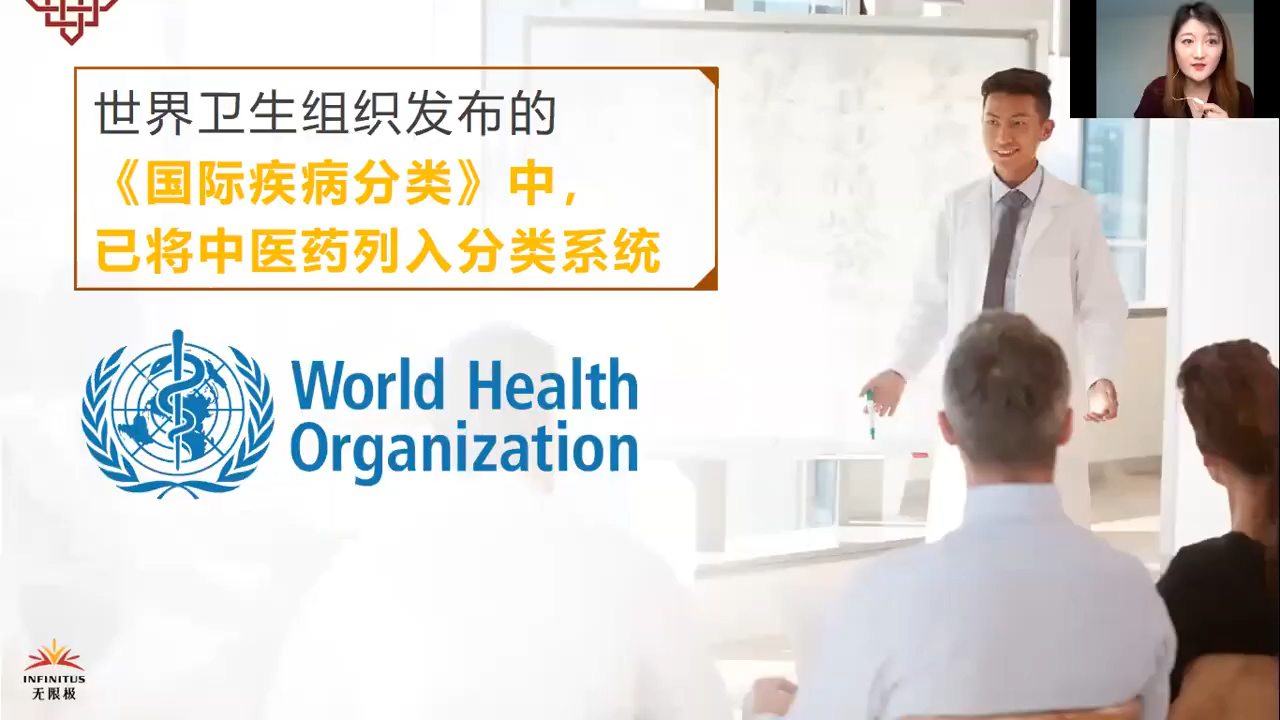 世界卫生组织发布的
《国际疾病分类》中，
已将中医药列入分类系统
World Health
Organization
INFINITUS
无限极